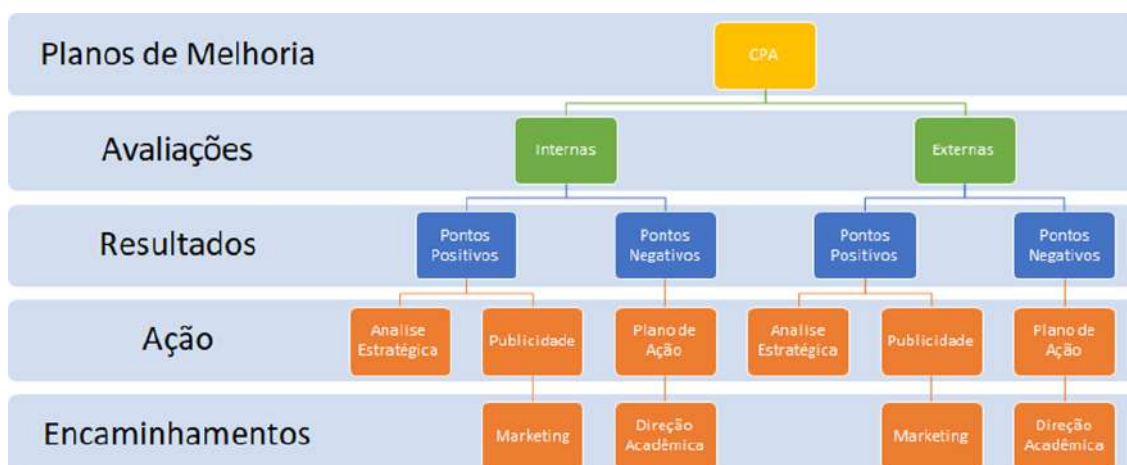 Planos de Melhoria
CPA
Avaliações
Internas
Externas
Resultados
Pontos
Positivos
Pontos
Negativos
Pontos
Positivos
Pontos
Negativos
Ação
Analise
Estratégica
Publicidade
Plano de
Ação
Analise
Estratégica
Publicidade
Plano de
Ação
Encaminhamentos
Marketing
Direção
Acadêmica
Marketing
Direção
Acadêmica